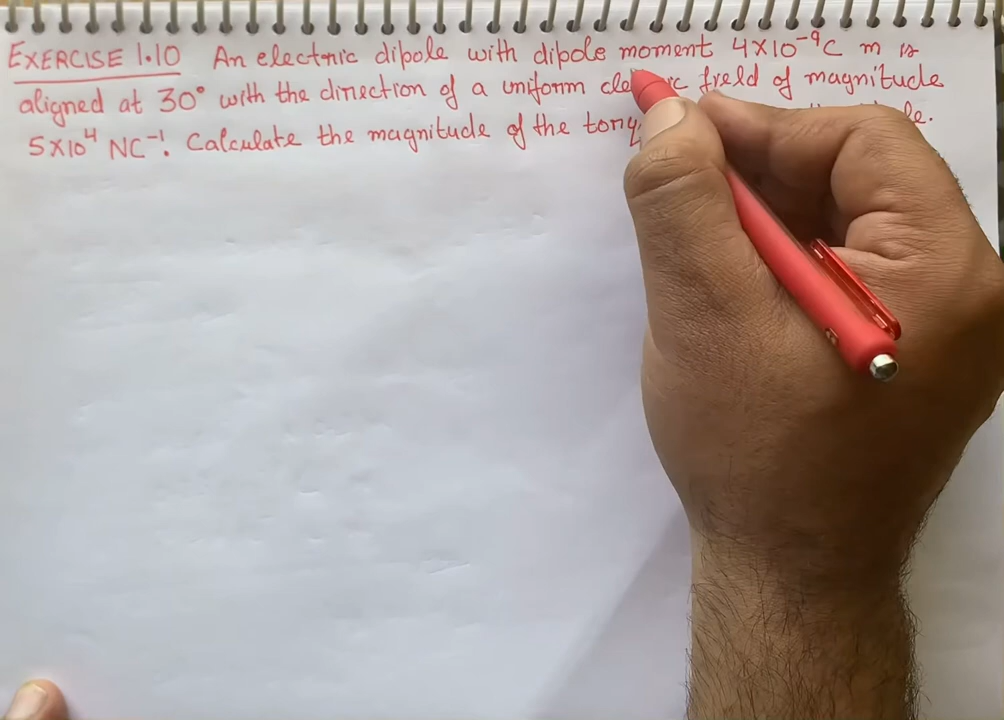 EXERCISE 1.10 An electric dipole with dipole moment 4×10⁻⁹C m is
aligned at 30° with the direction of a uniform field of magnitude
5×10⁴ NC⁻¹. Calculate the magnitude of the